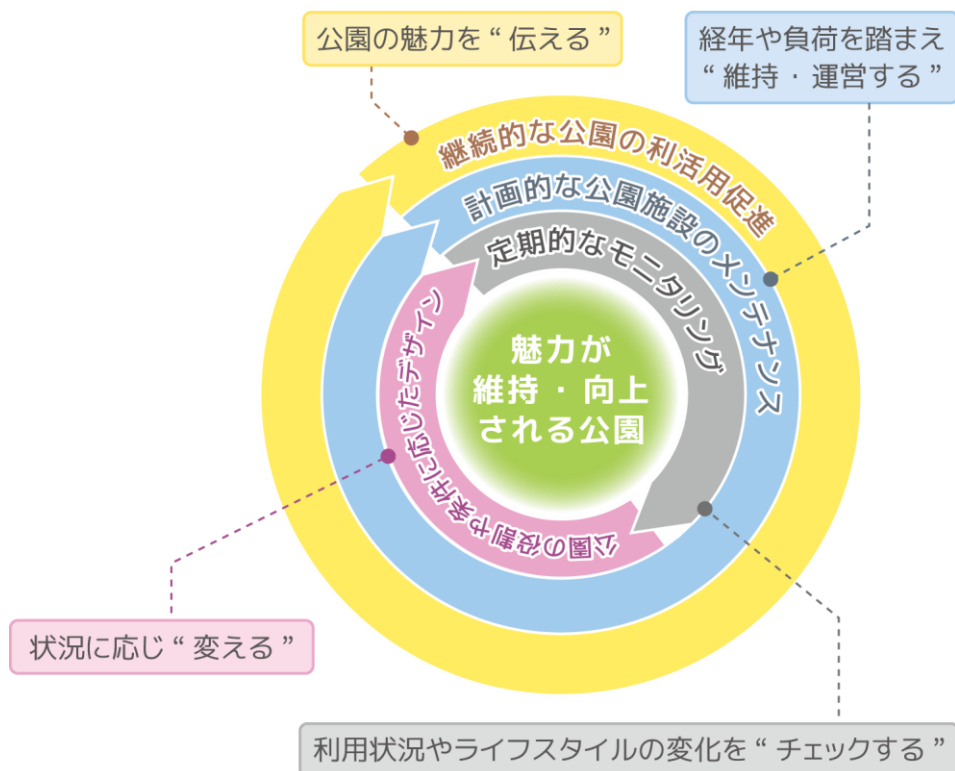 公園の魅力を“伝える”
経年や負荷を踏まえ
“維持・運営する”
継続的な公園の利活用促進
計画的な公園施設のメンテナンス
定期的なモニタリング
公園の役割や条件に応じたデザイン
魅力が
維持・向上
される公園
状況に応じ“変える”
利用状況やライフスタイルの変化を“チェックする”